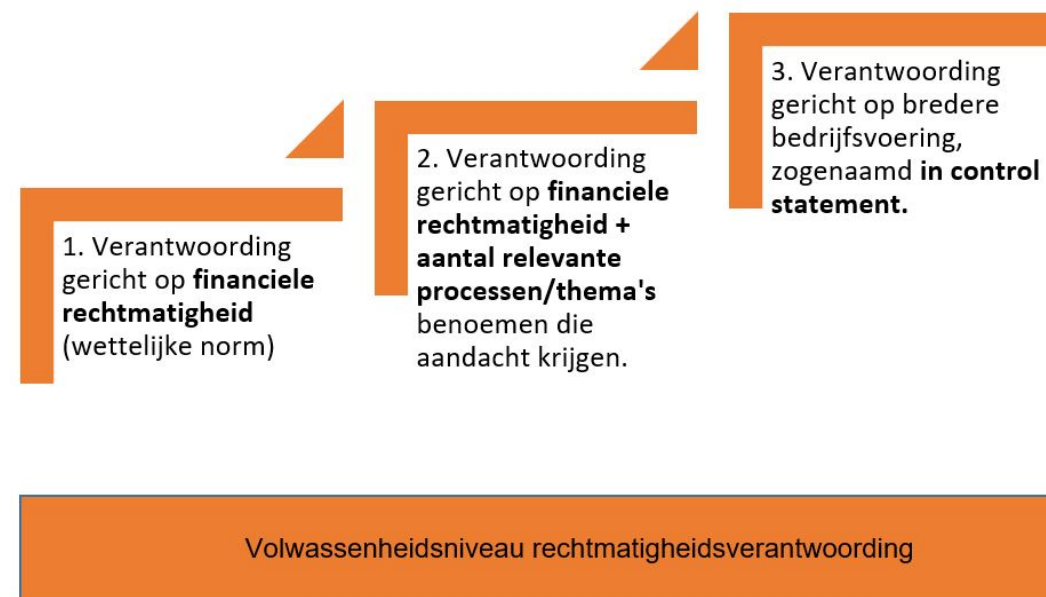 1. Verantwoording
gericht op financiele
rechtmatigheid
(wettelijke norm)
2. Verantwoording
gericht op financiele
rechtmatigheid +
aantal relevante
processen/thema's
benoemen die
aandacht krijgen.
3. Verantwoording
gericht op bredere
bedrijfsvoering,
zogenaamd in control
statement.
Volwassenheidsniveau rechtmatigheidsverantwoording